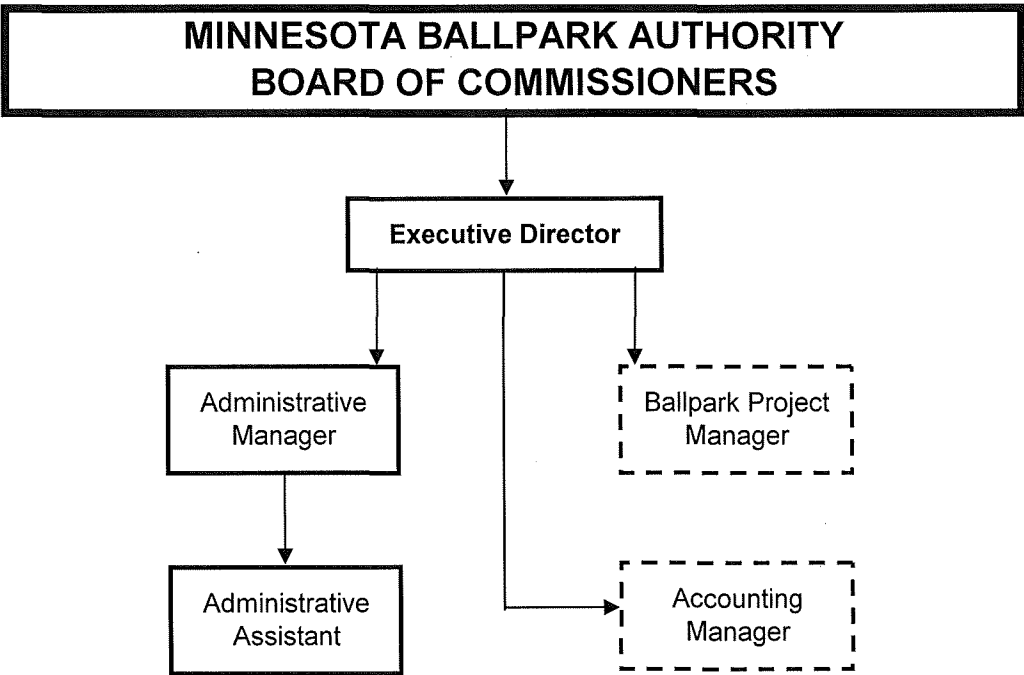 MINNESOTA BALLPARK AUTHORITY
BOARD OF COMMISSIONERS
Executive Director
Administrative
Manager
Ballpark Project
Manager
Administrative
Assistant
Accounting
Manager